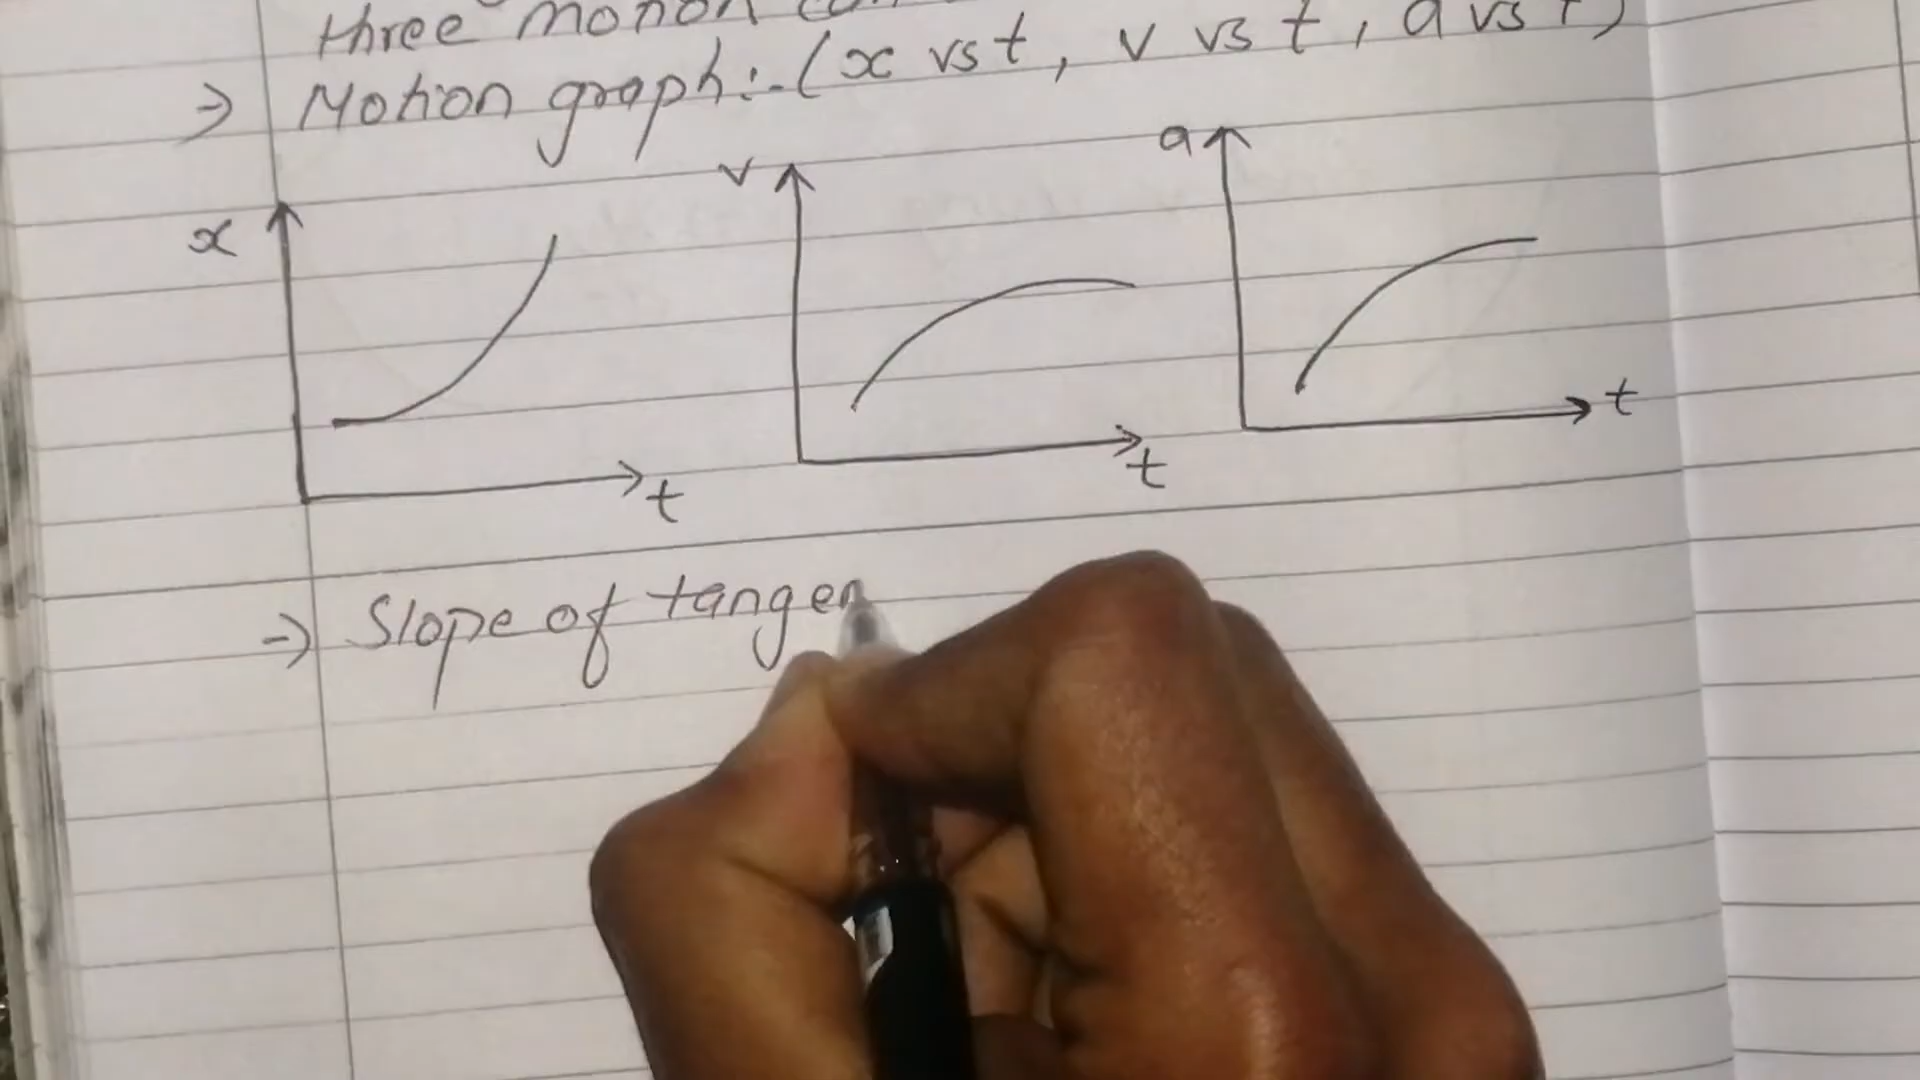 three motion
⇒ Motion graph:-(x vs t, v vs t, a vs t)
x
v
a
t
t
t
→ Slope of tangen